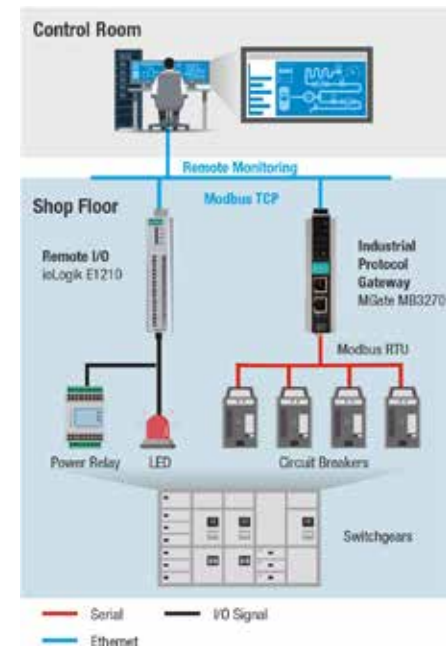 Control Room
Remote Monitoring
Modbus TCP
Shop Floor
Remote I/O
ioLogik E1210
Industrial
Protocol
Gateway
MGate MB3270
Modbus RTU
Power Relay
LED
Circuit Breakers
Switchgears
Serial
I/O Signal
Ethernet